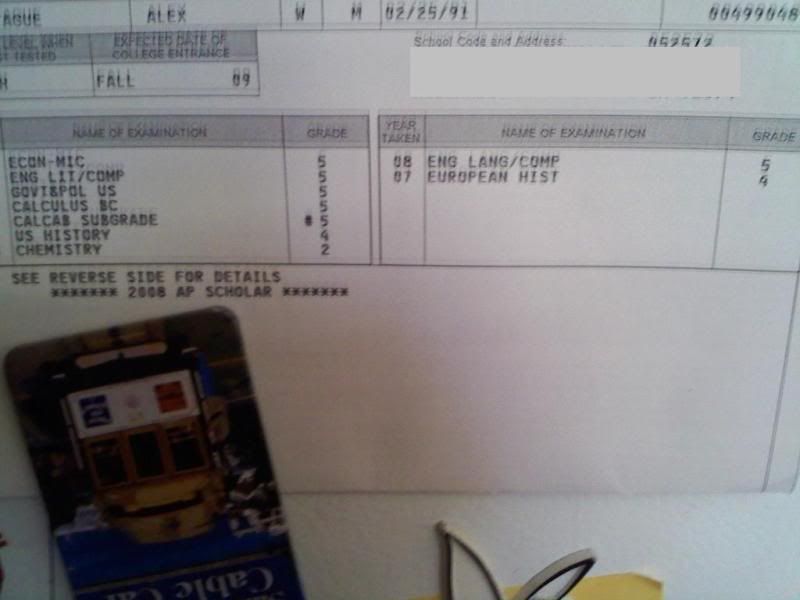 AGUE ALEX W M 02/25/91 00499048
LEVEL WHEN
T TESTED
EXPECTED DATE OF
COLLEGE ENTRANCE
School Code and Address 052572
H FALL 09
NAME OF EXAMINATION GRADE
ECON-MIC 5
ENG LIT/COMP 5
GOVT&POL US 5
CALCULUS BC 5
CALCAB SUBGRADE # 5
US HISTORY 4
CHEMISTRY 2
YEAR
TAKEN
NAME OF EXAMINATION GRADE
08 ENG LANG/COMP 5
07 EUROPEAN HIST 4
SEE REVERSE SIDE FOR DETAILS
******* 2008 AP SCHOLAR *******
Cable Car